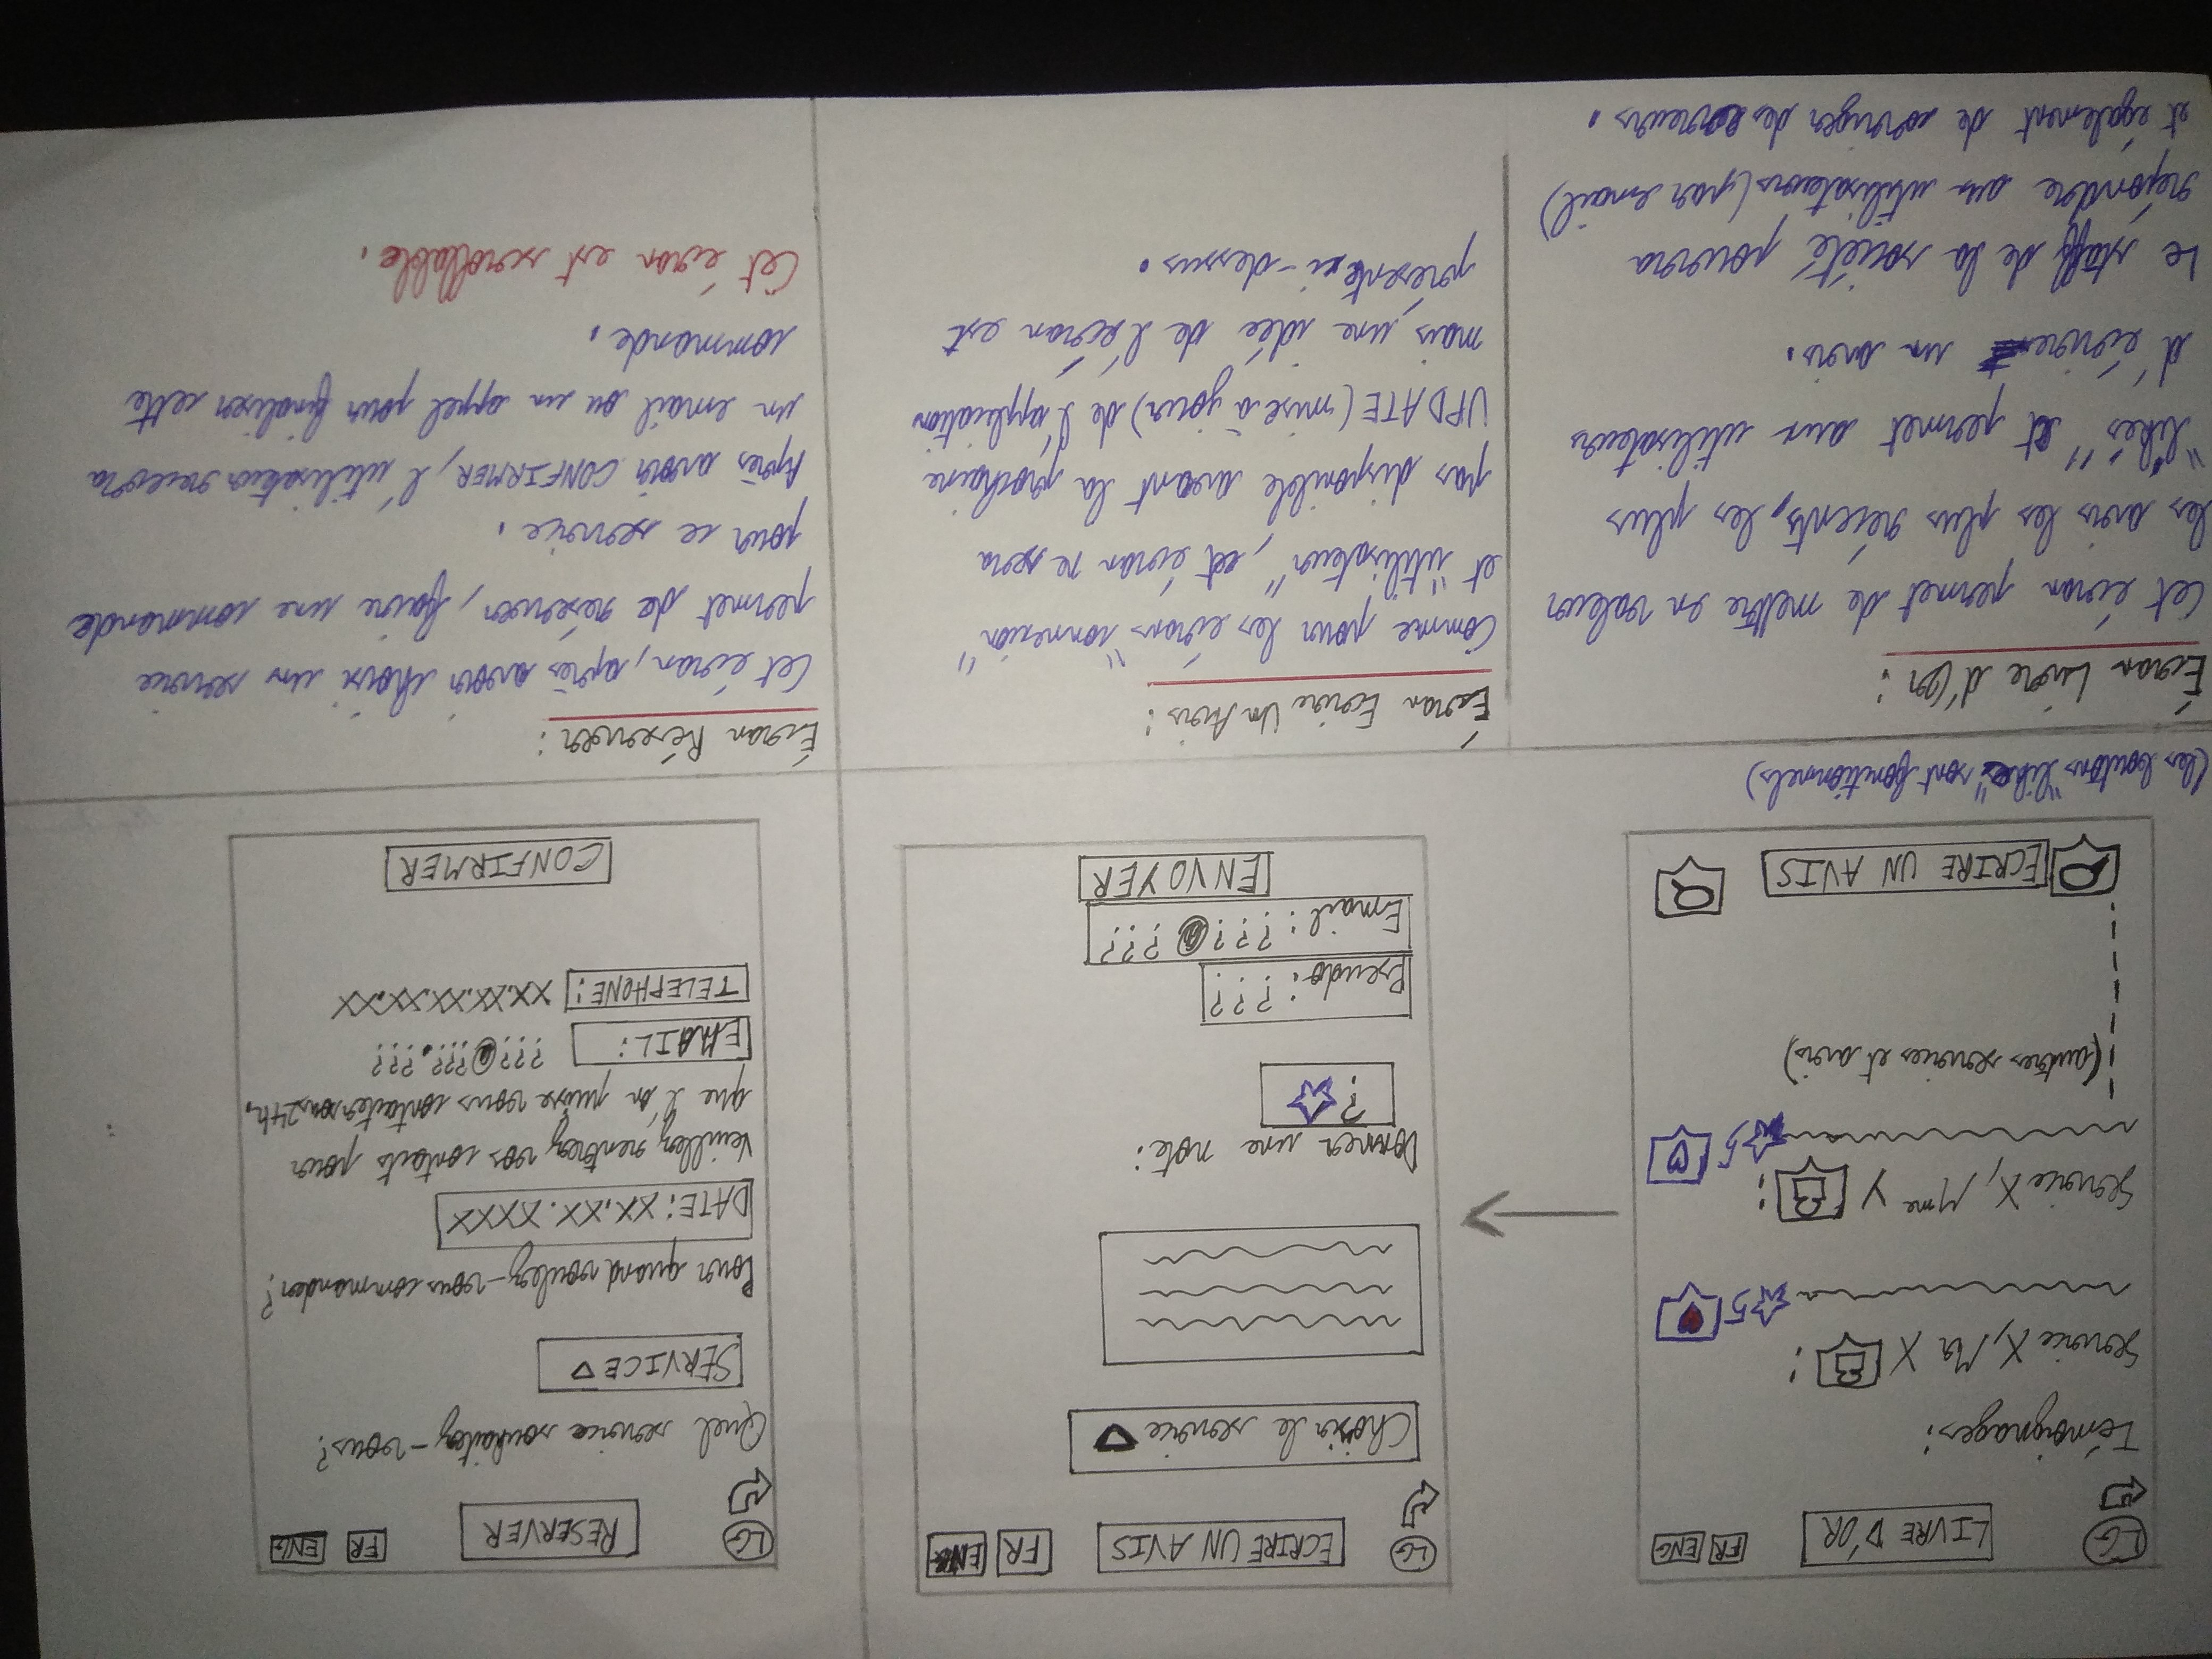 LG LIVRE D'OR FR ENG
Témoignages:
Service X, Mr X :
5
Service X, Mme Y :
5
(autres services et avis)
ECRIRE UN AVIS
(les boutons "like" sont fonctionnels)
LG ECRIRE UN AVIS FR ENG
Choisir le service
Donner une note:
?
Pseudo: ???
Email: ???@???
ENVOYER
LG RESERVER FR ENG
Quel service souhaitez-vous?
SERVICE
Pour quand voulez-vous commander?
DATE: XX.XX.XXXX
Veuillez rentrez vos contacts pour
que l'on puisse vous contacter sous 24h.
EMAIL: ???@???.???
TELEPHONE: XX.XX.XX.XX.XX
CONFIRMER
Écran Livre d'Or:
Cet écran permet de mettre en valeur
les avis les plus récents, les plus
"likés" et permet aux utilisateurs
d'écrire un avis.
Le staff de la société pourra
répondre aux utilisateurs (par email)
et également de corriger des erreurs.
Écran Ecrire Un Avis:
Comme pour les écrans "connexion"
et "utilisateur", cet écran ne sera
pas disponible avant la prochaine
UPDATE (mise à jour) de l'application
mais une idée de l'écran est
présente ci-dessus.
Écran Réserver:
Cet écran, après avoir choisi un service
permet de réserver, faire une commande
pour ce service.
Après avoir CONFIRMER, l'utilisateur recevra
un email ou un appel pour finaliser cette
commande.
Cet écran est scrollable.